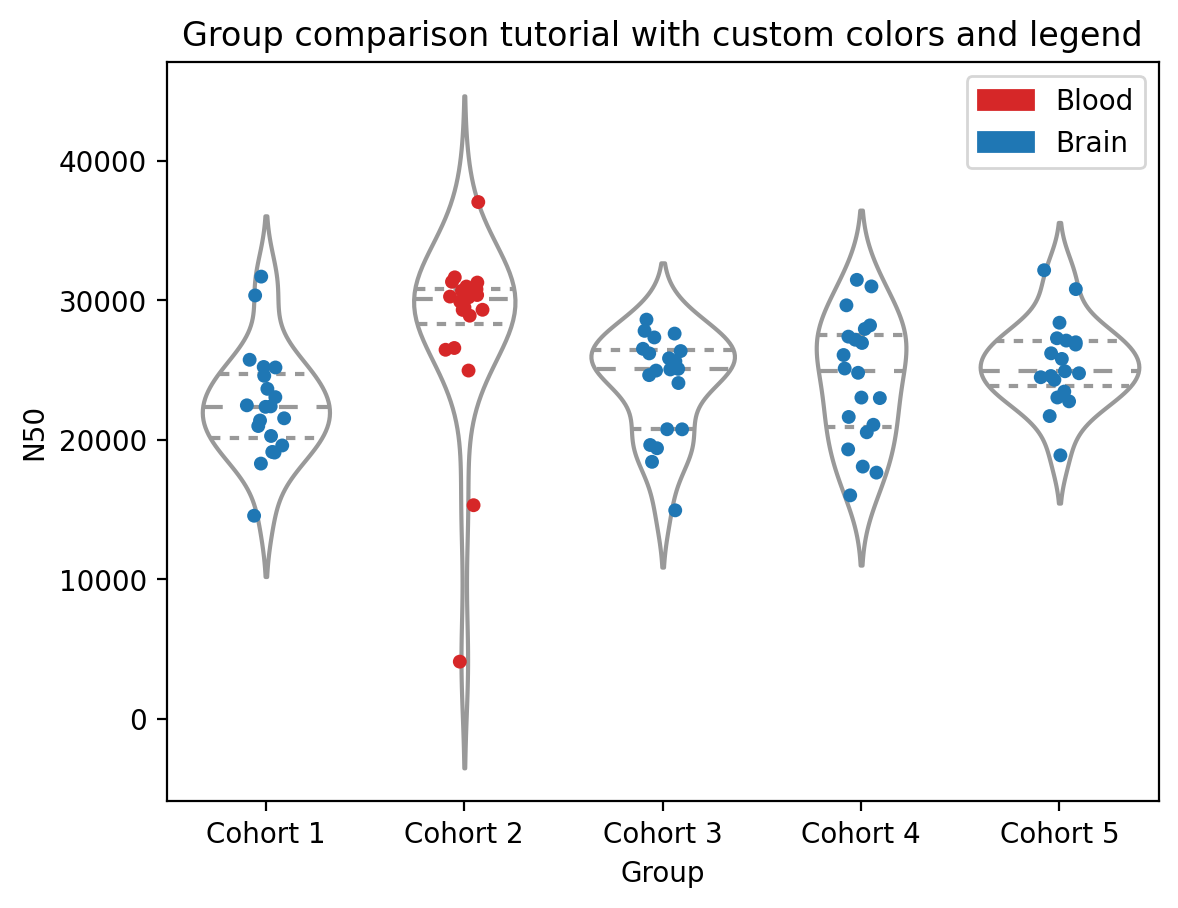 Group comparison tutorial with custom colors and legend
Blood
Brain
N50
40000
30000
20000
10000
0
Cohort 1
Cohort 2
Cohort 3
Cohort 4
Cohort 5
Group